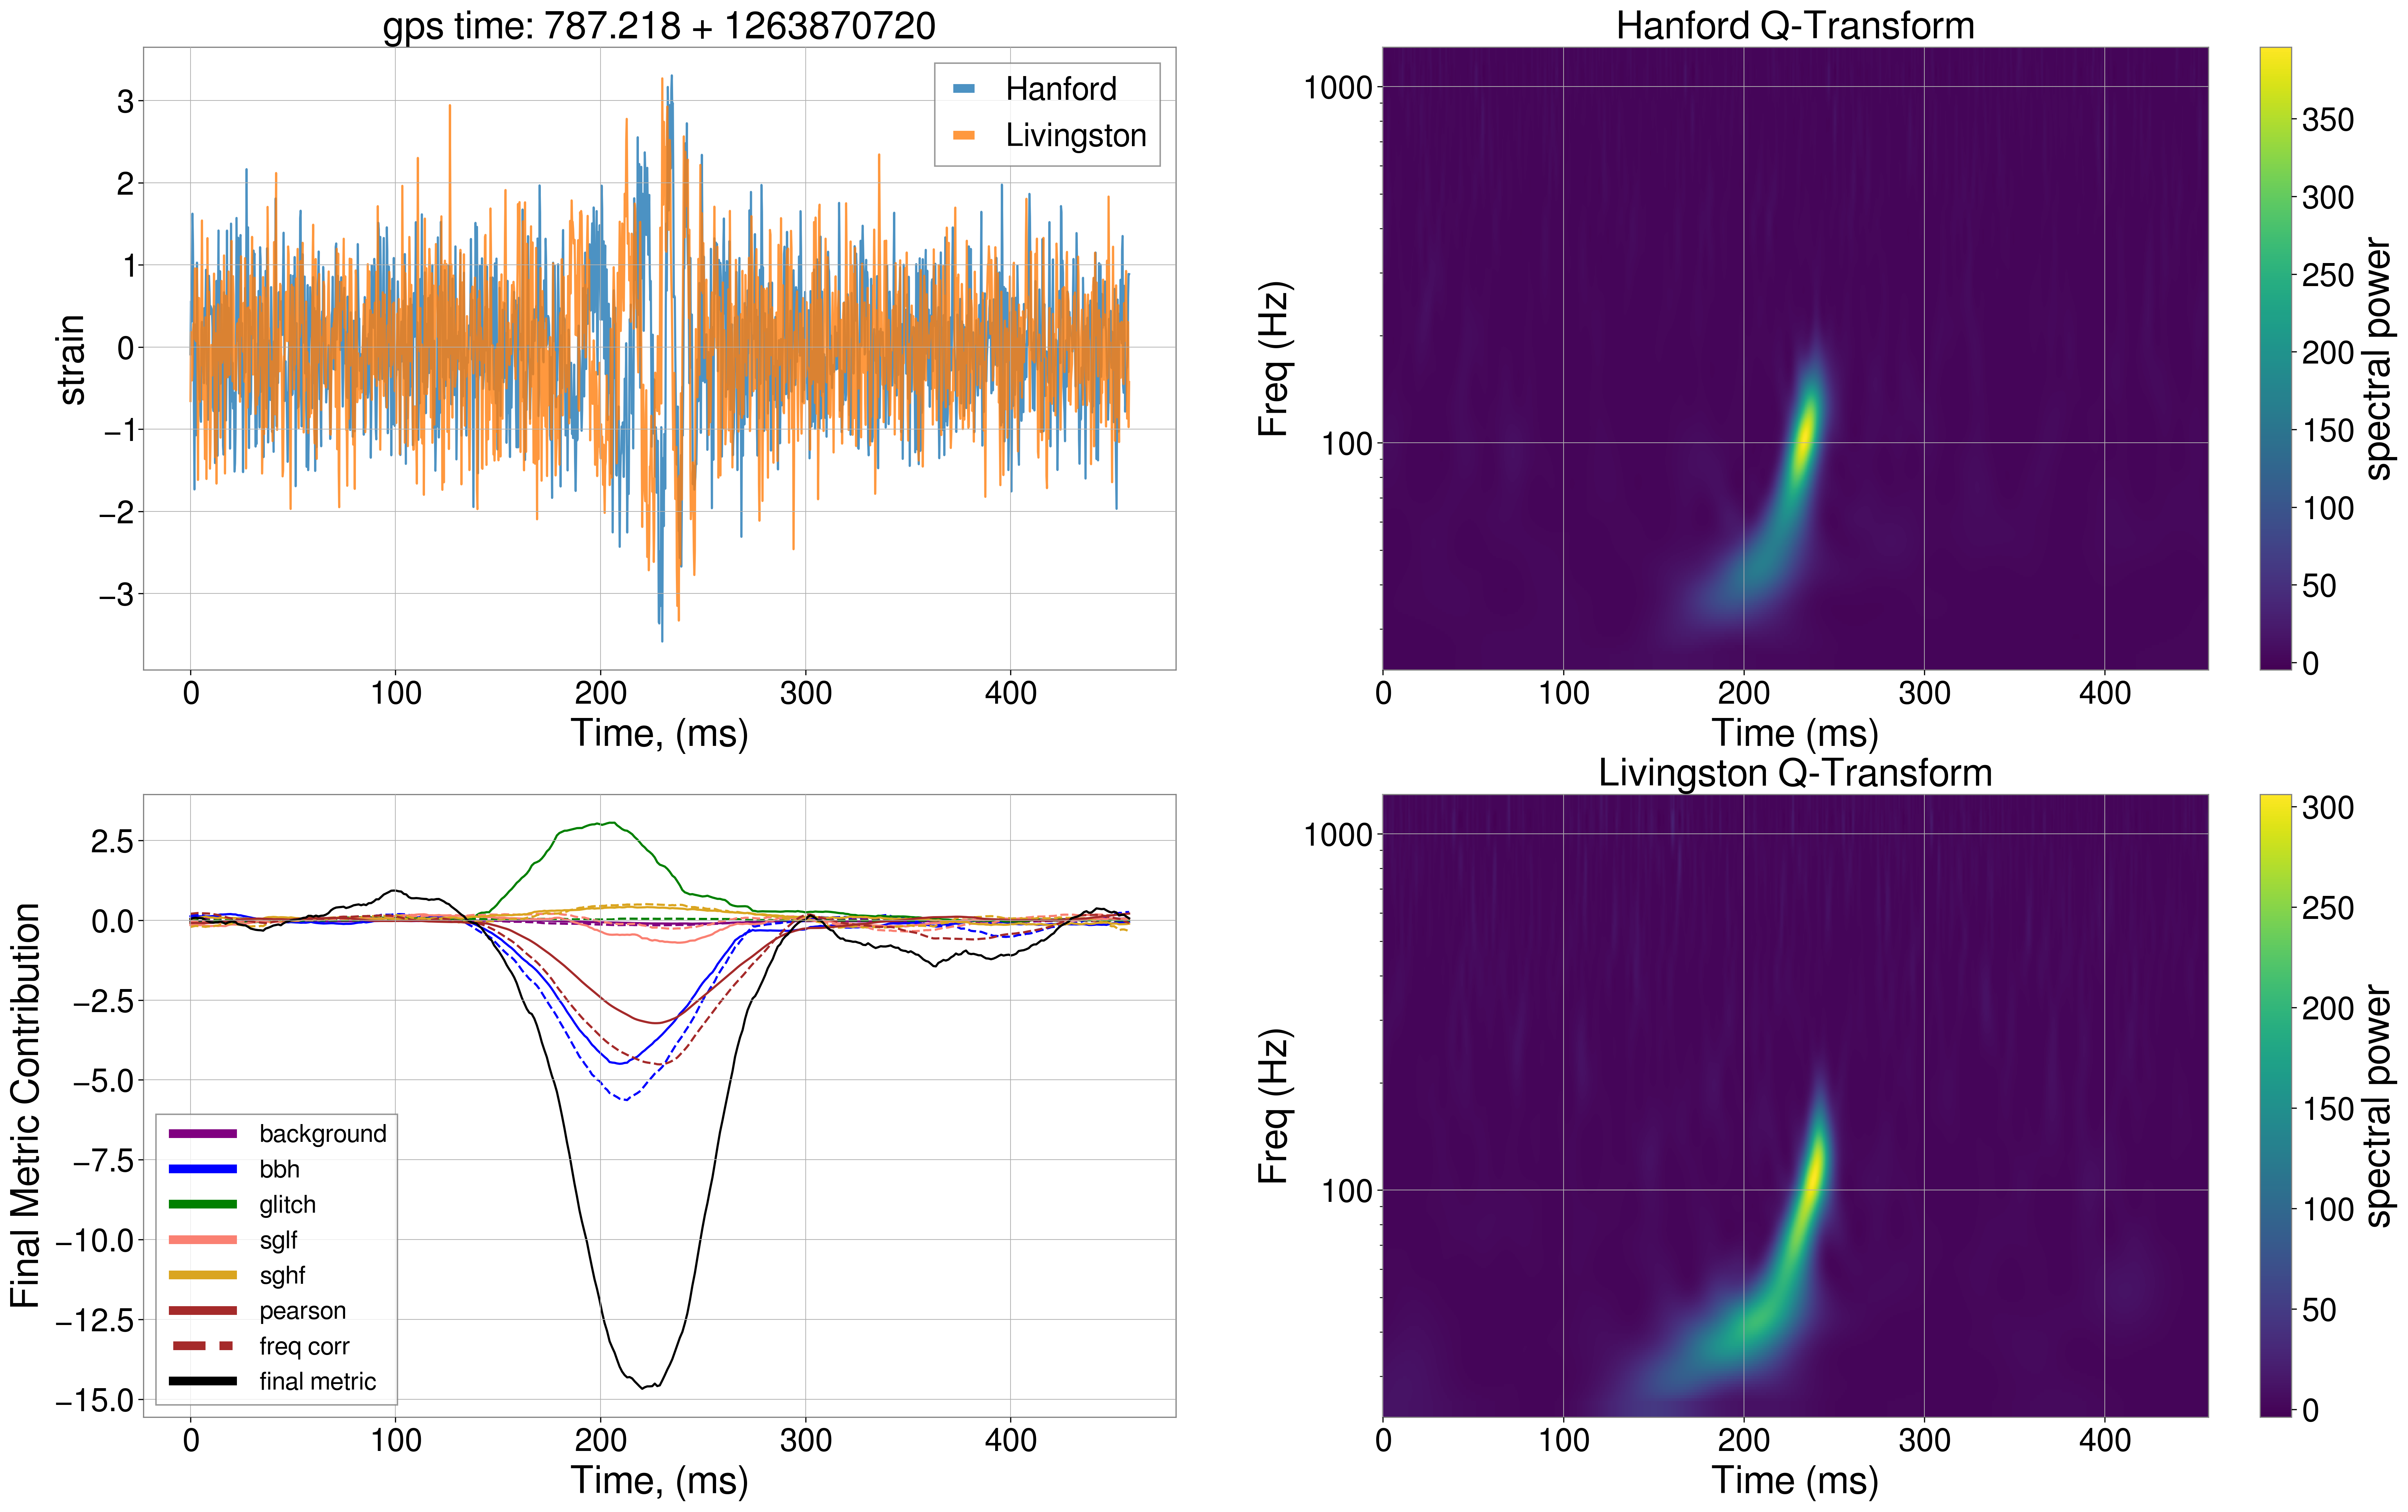 gps time: 787.218 + 1263870720
3
2
1
0
−1
−2
−3
strain
Hanford
Livingston
0 100 200 300 400
Time, (ms)
Hanford Q-Transform
1000
100
Freq (Hz)
0 100 200 300 400
Time (ms)
350
300
250
200
150
100
50
0
spectral power
2.5
0.0
−2.5
−5.0
−7.5
−10.0
−12.5
−15.0
Final Metric Contribution
background
bbh
glitch
sglf
sghf
pearson
freq corr
final metric
0 100 200 300 400
Time, (ms)
Livingston Q-Transform
1000
100
Freq (Hz)
0 100 200 300 400
Time (ms)
300
250
200
150
100
50
0
spectral power